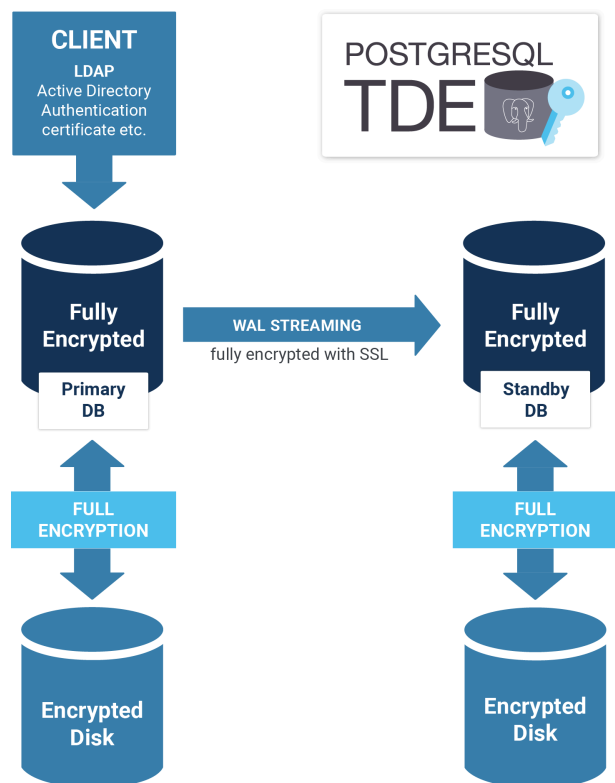 CLIENT
LDAP
Active Directory
Authentication
certificate etc.
POSTGRESQL
TDE
Fully
Encrypted
Primary
DB
WAL STREAMING
fully encrypted with SSL
Fully
Encrypted
Standby
DB
FULL
ENCRYPTION
FULL
ENCRYPTION
Encrypted
Disk
Encrypted
Disk